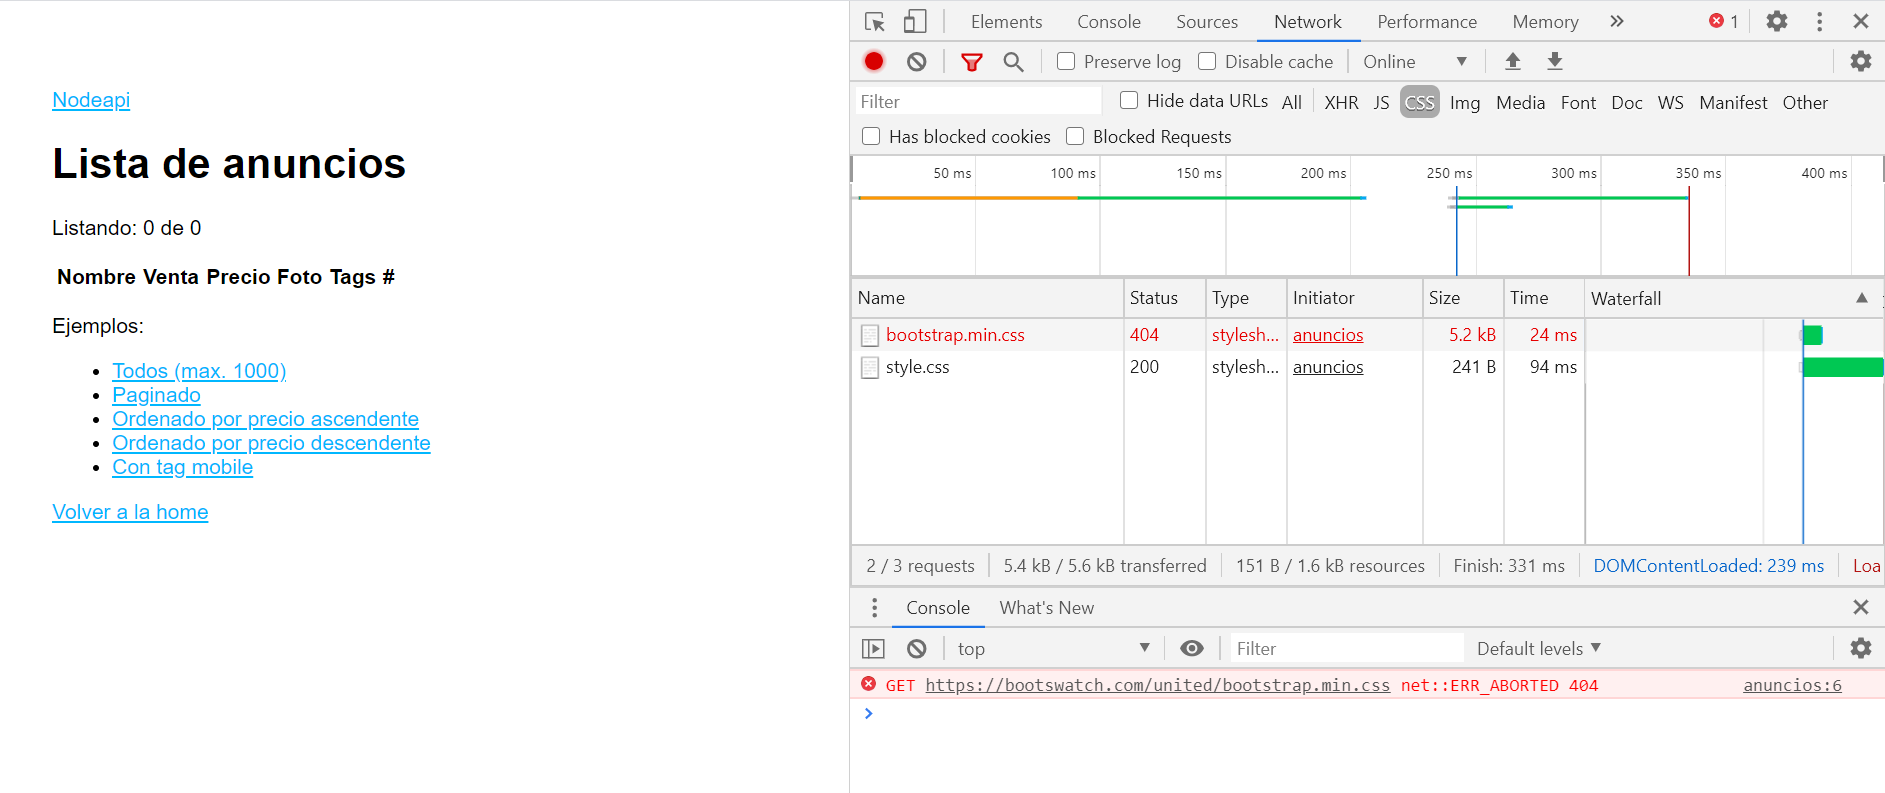 Nodeapi
Lista de anuncios
Listando: 0 de 0
Nombre Venta Precio Foto Tags #
Ejemplos:
Todos (max. 1000)
Paginado
Ordenado por precio ascendente
Ordenado por precio descendente
Con tag mobile
Volver a la home
Elements Console Sources Network Performance Memory » 1
Preserve log Disable cache Online
Filter Hide data URLs All XHR JS CSS Img Media Font Doc WS Manifest Other
Has blocked cookies Blocked Requests
50 ms 100 ms 150 ms 200 ms 250 ms 300 ms 350 ms 400 ms
Name Status Type Initiator Size Time Waterfall
bootstrap.min.css 404 stylesh... anuncios 5.2 kB 24 ms
style.css 200 stylesh... anuncios 241 B 94 ms
2 / 3 requests 5.4 kB / 5.6 kB transferred 151 B / 1.6 kB resources Finish: 331 ms DOMContentLoaded: 239 ms Loa
Console What's New
top Filter Default levels
GET https://bootswatch.com/united/bootstrap.min.css net::ERR_ABORTED 404 anuncios:6